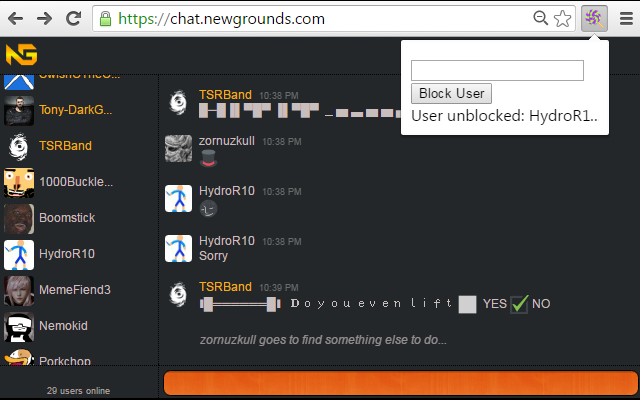 https://chat.newgrounds.com
NG
Block User
User unblocked: HydroR1..
Tony-DarkG...
TSRBand
1000Buckle...
Boomstick
HydroR10
MemeFiend3
Nemokid
Porkchop
29 users online
TSRBand 10:38 PM
zornuzkull 10:38 PM
HydroR10 10:38 PM
HydroR10 10:38 PM
Sorry
TSRBand 10:39 PM
Ｄｏｙｏｕｅｖｅｎｌｉｆｔ YES NO
zornuzkull goes to find something else to do...